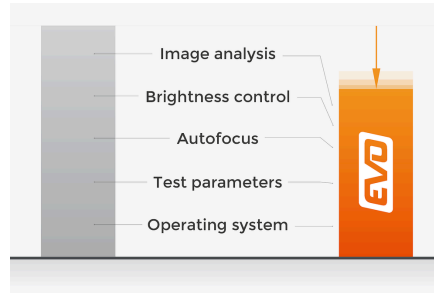 Image analysis
Brightness control
Autofocus
EVO
Test parameters
Operating system